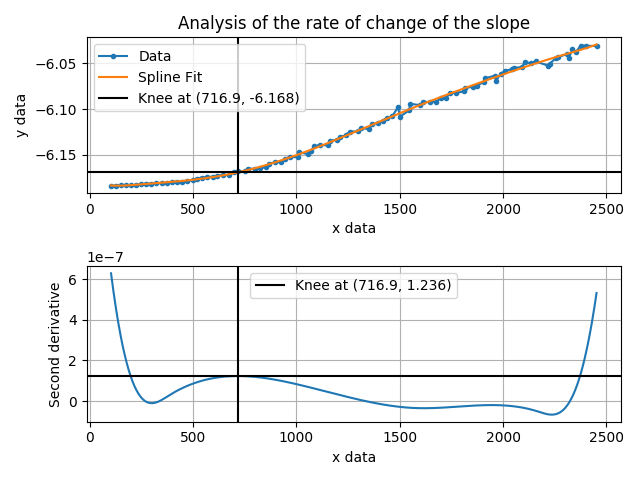 Analysis of the rate of change of the slope
Data
Spline Fit
Knee at (716.9, -6.168)
−6.05
−6.10
−6.15
y data
0 500 1000 1500 2000 2500
x data
1e−7
Knee at (716.9, 1.236)
6
4
2
0
Second derivative
0 500 1000 1500 2000 2500
x data